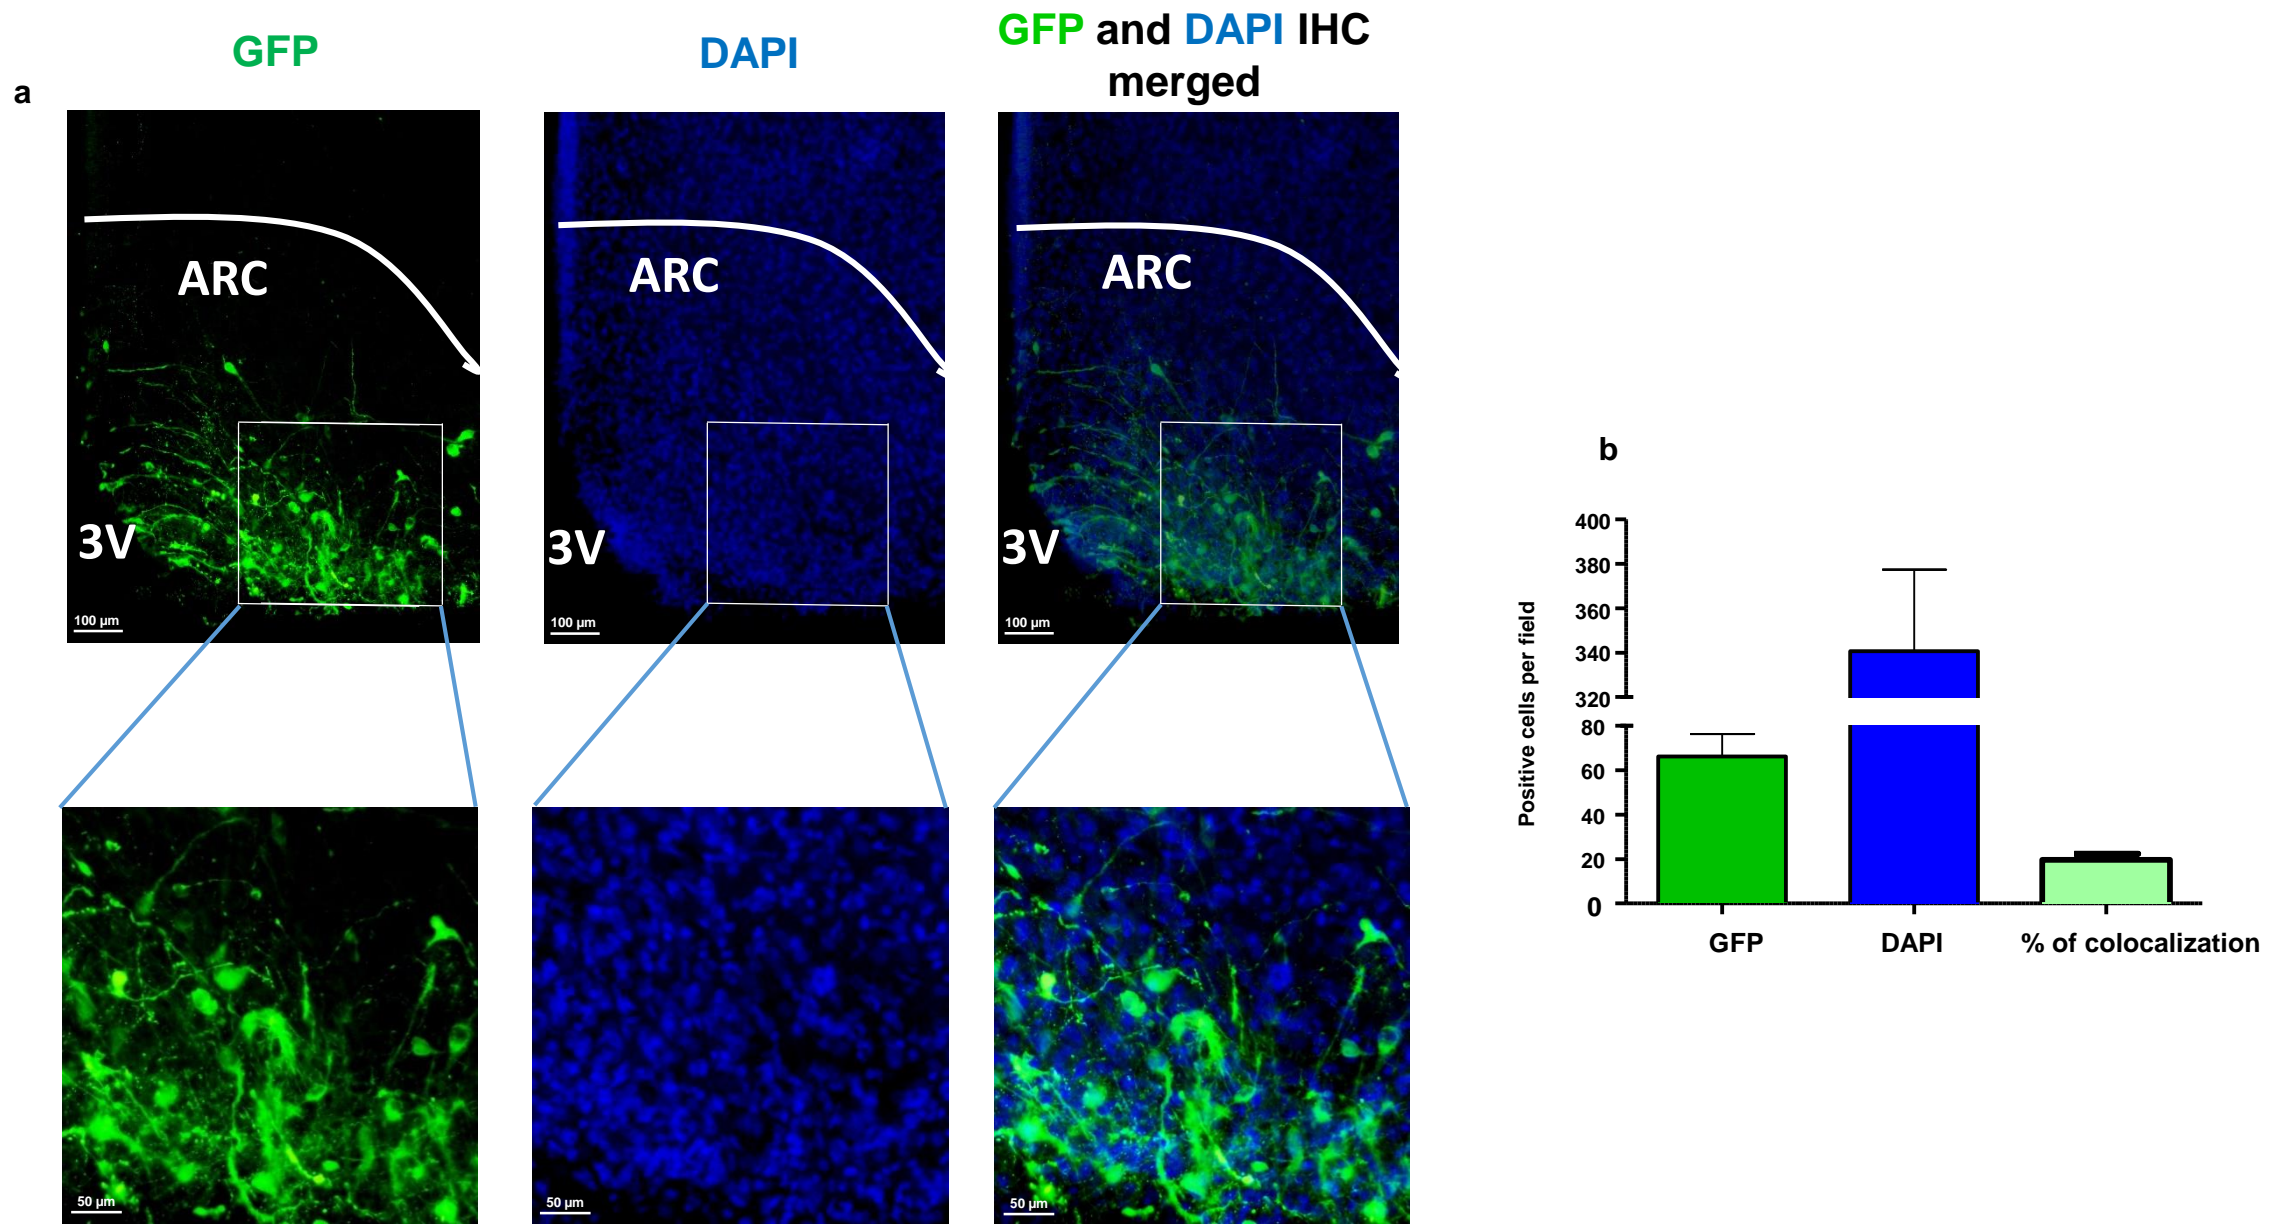 GFP
DAPI
GFP and DAPI IHC
merged
a
ARC
3V
100 µm
ARC
3V
100 µm
ARC
3V
100 µm
50 µm
50 µm
50 µm
b
Positive cells per field
400
380
360
340
320
80
60
40
20
0
GFP
DAPI
% of colocalization